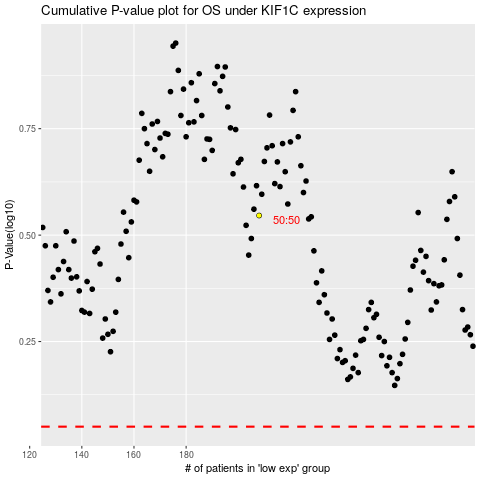 Cumulative P-value plot for OS under KIF1C expression
P-Value(log10)
0.75
0.50
0.25
50:50
120 140 160 180
# of patients in 'low exp' group